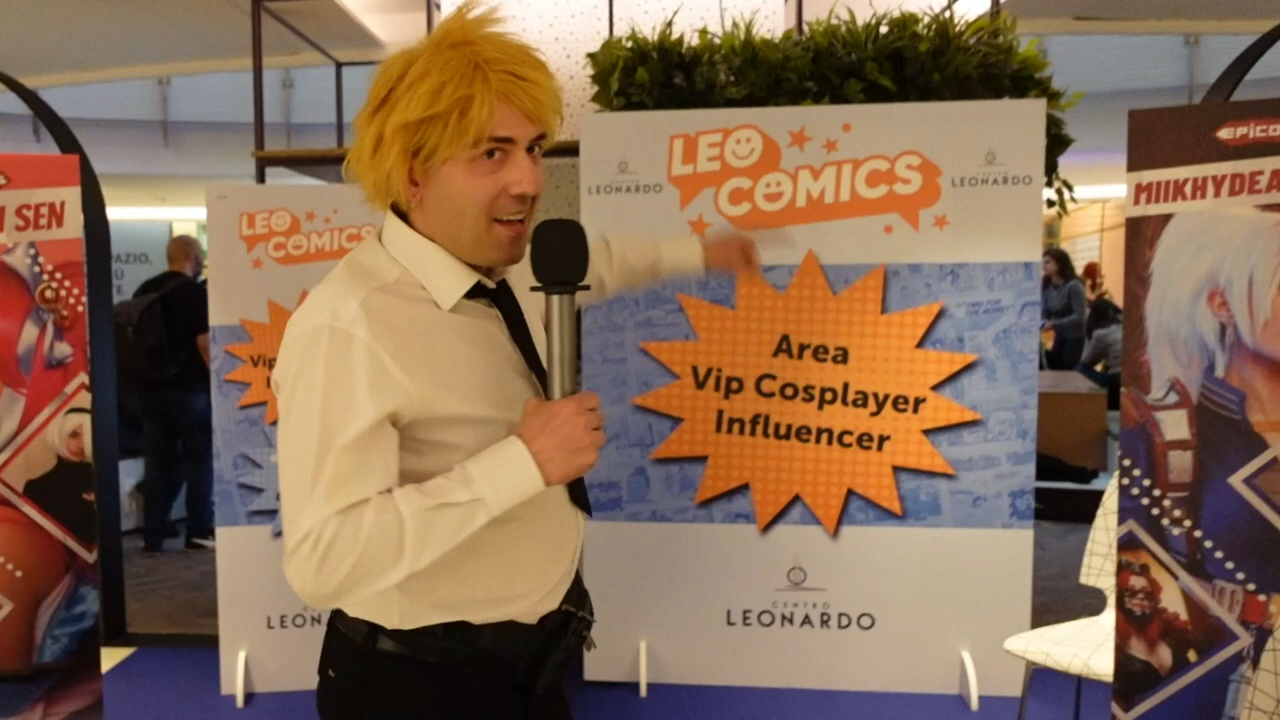 EPICO
I SEN
MIIKHYDEA
LEO
COMICS
CENTRO
LEONARDO
CENTRO
LEONARDO
Area
Vip Cosplayer
Influencer
CENTRO
LEONARDO
LEO
COMICS
Vip
LEON
PAZIO,